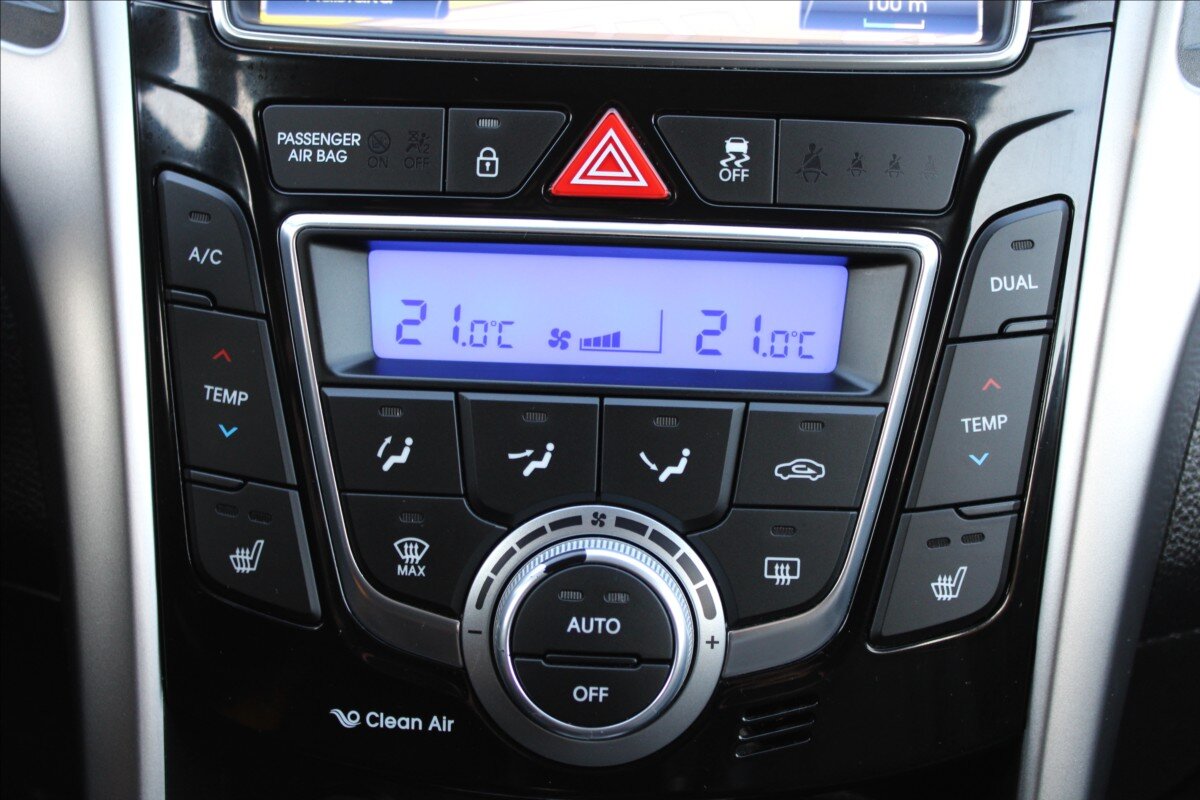 100 m
PASSENGER
AIR BAG
ON
OFF
OFF
A/C
DUAL
21.0°C
21.0°C
TEMP
TEMP
MAX
AUTO
OFF
- +
Clean Air